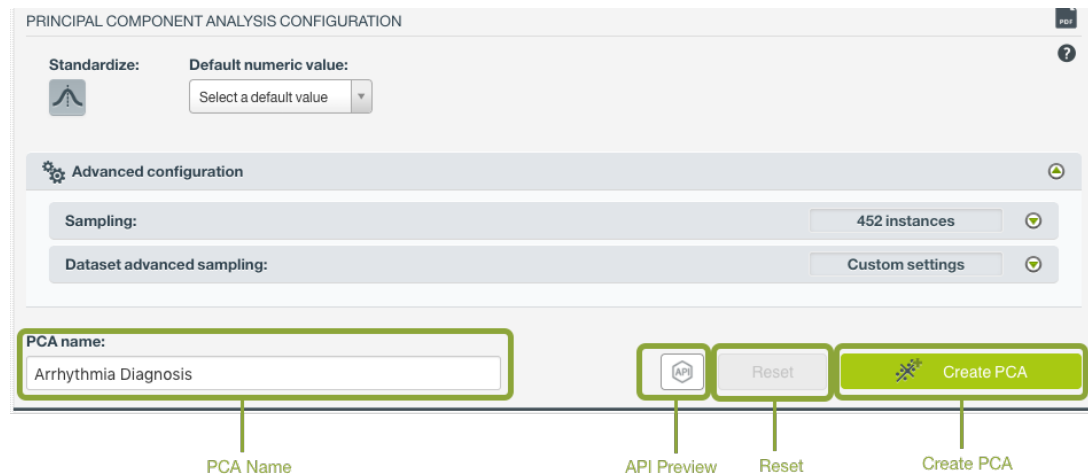 PRINCIPAL COMPONENT ANALYSIS CONFIGURATION
PDF
?
Standardize: Default numeric value:
Select a default value
Advanced configuration
Sampling: 452 instances
Dataset advanced sampling: Custom settings
PCA name:
Arrhythmia Diagnosis API Reset Create PCA
PCA Name API Preview Reset Create PCA